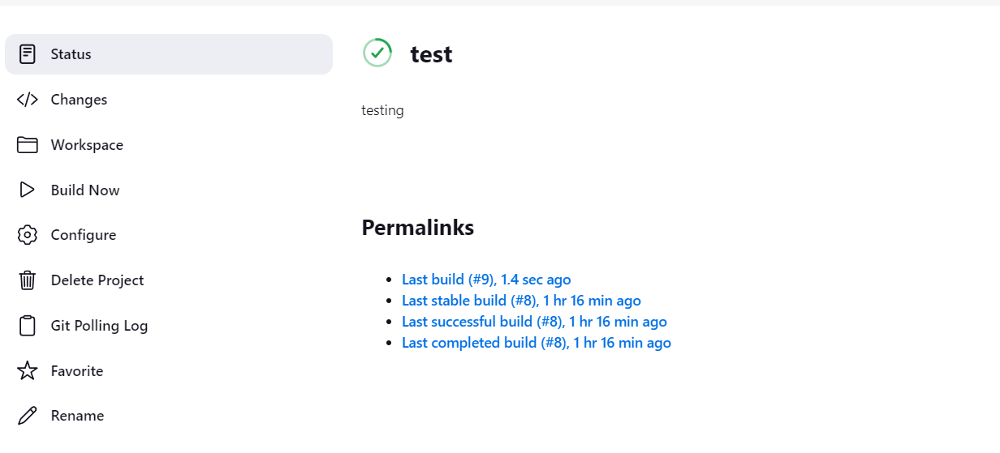 Status
Changes
Workspace
Build Now
Configure
Delete Project
Git Polling Log
Favorite
Rename
test
testing
Permalinks
Last build (#9), 1.4 sec ago
Last stable build (#8), 1 hr 16 min ago
Last successful build (#8), 1 hr 16 min ago
Last completed build (#8), 1 hr 16 min ago